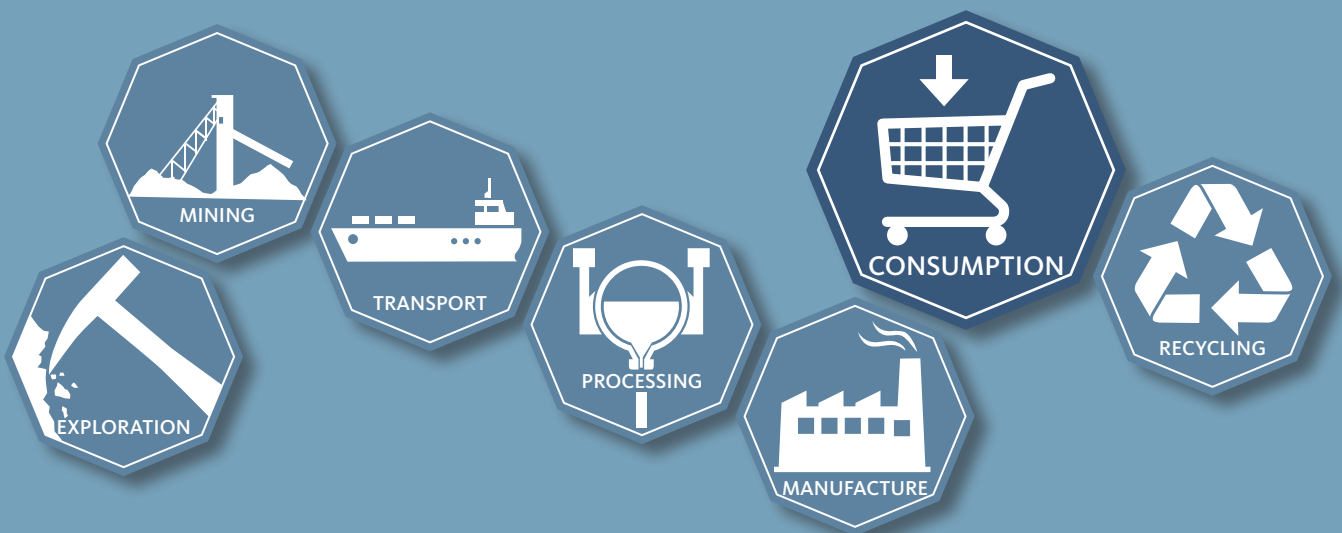 EXPLORATION
MINING
TRANSPORT
PROCESSING
MANUFACTURE
CONSUMPTION
RECYCLING